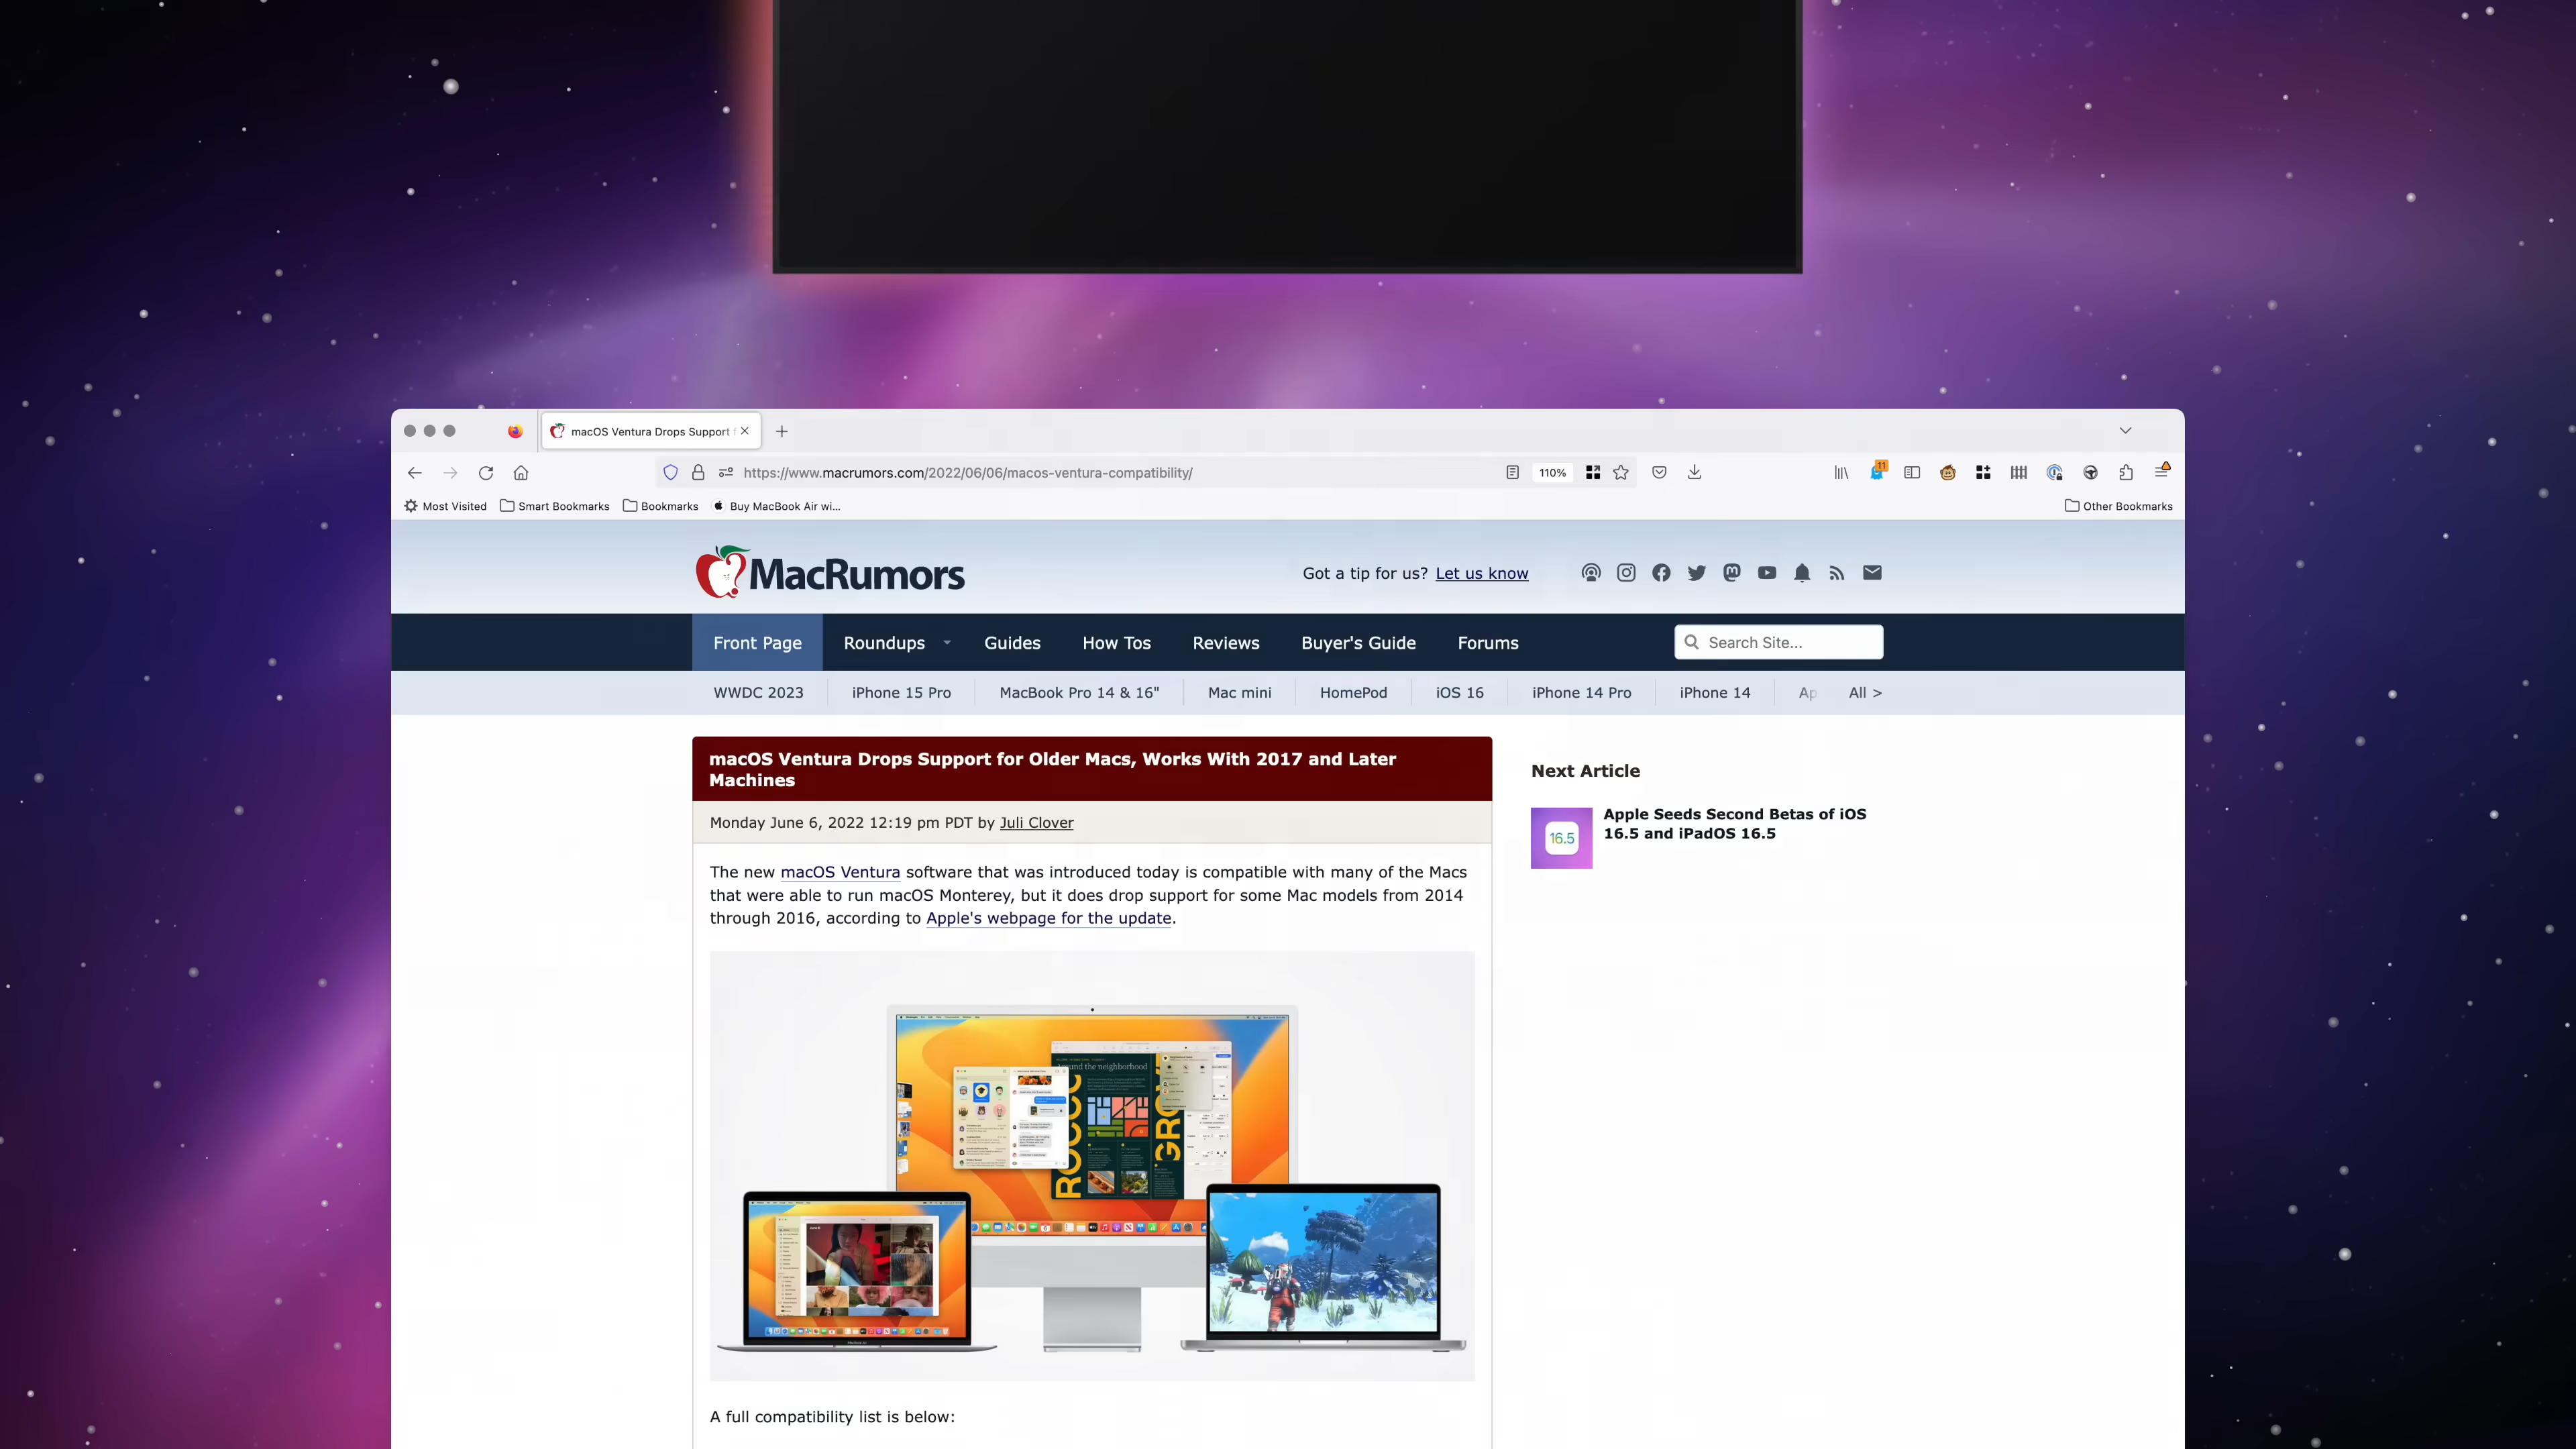 macOS Ventura Drops Support f
https://www.macrumors.com/2022/06/06/macos-ventura-compatibility/
110%
11
Most Visited
Smart Bookmarks
Bookmarks
Buy MacBook Air wi...
Other Bookmarks
MacRumors
Got a tip for us? Let us know
Front Page
Roundups
Guides
How Tos
Reviews
Buyer's Guide
Forums
Search Site...
WWDC 2023
iPhone 15 Pro
MacBook Pro 14 & 16"
Mac mini
HomePod
iOS 16
iPhone 14 Pro
iPhone 14
Ap
All >
macOS Ventura Drops Support for Older Macs, Works With 2017 and Later
Machines
Monday June 6, 2022 12:19 pm PDT by Juli Clover
The new macOS Ventura software that was introduced today is compatible with many of the Macs
that were able to run macOS Monterey, but it does drop support for some Mac models from 2014
through 2016, according to Apple's webpage for the update.
Next Article
16.5
Apple Seeds Second Betas of iOS
16.5 and iPadOS 16.5
the neighborhood
A full compatibility list is below: